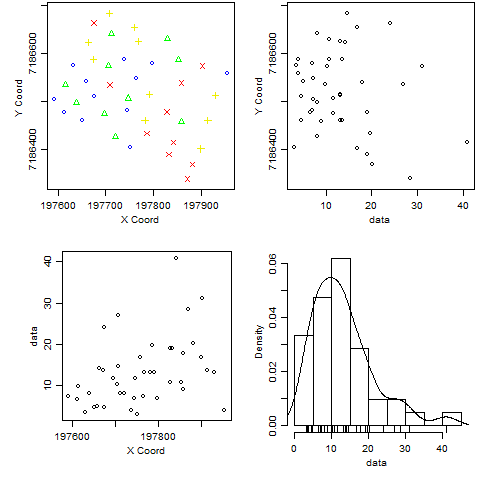 7186600
7186400
Y Coord
197600 197700 197800 197900
X Coord
7186600
7186400
Y Coord
10 20 30 40
data
40
30
20
10
data
197600 197800
X Coord
0.06
0.04
0.02
0.00
Density
0 10 20 30 40
data